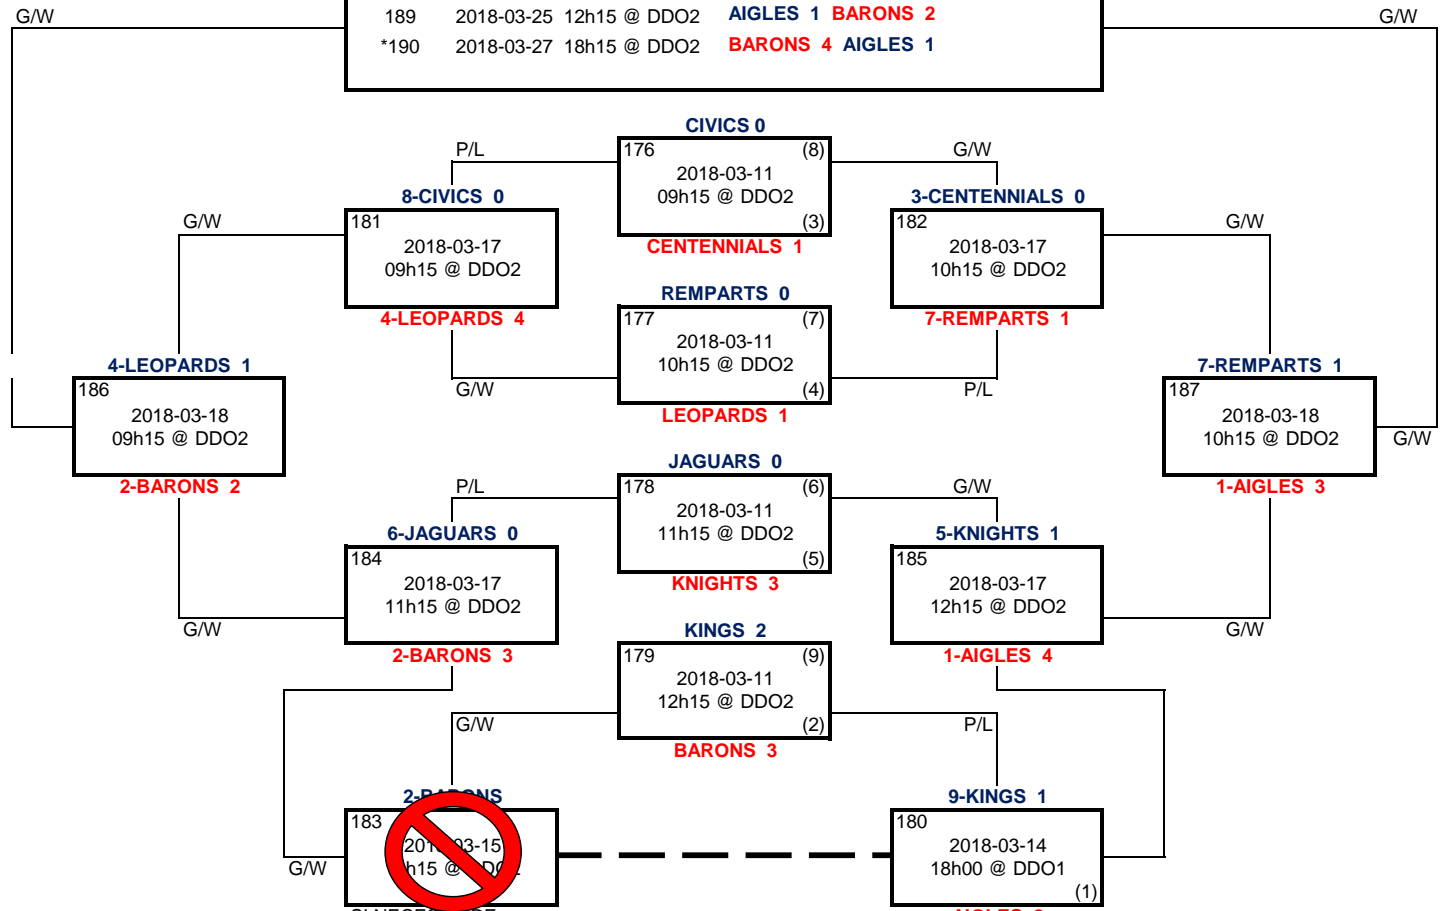 G/W
189 2018-03-25 12h15 @ DDO2 AIGLES 1 BARONS 2
G/W
*190 2018-03-27 18h15 @ DDO2 BARONS 4 AIGLES 1
CIVICS 0
P/L
176 (8)
G/W
2018-03-11
8-CIVICS 0
09h15 @ DDO2
3-CENTENNIALS 0
G/W
181
(3)
182
G/W
2018-03-17
CENTENNIALS 1
2018-03-17
09h15 @ DDO2
10h15 @ DDO2
REMPARTS 0
4-LEOPARDS 4
177 (7)
7-REMPARTS 1
2018-03-11
4-LEOPARDS 1
10h15 @ DDO2
7-REMPARTS 1
186
G/W
(4)
P/L
187
2018-03-18
LEOPARDS 1
2018-03-18
09h15 @ DDO2
10h15 @ DDO2
G/W
JAGUARS 0
2-BARONS 2
P/L
178 (6)
G/W
1-AIGLES 3
2018-03-11
6-JAGUARS 0
11h15 @ DDO2
5-KNIGHTS 1
184
(5)
185
2018-03-17
KNIGHTS 3
2018-03-17
11h15 @ DDO2
12h15 @ DDO2
G/W
KINGS 2
G/W
2-BARONS 3
179 (9)
1-AIGLES 4
2018-03-11
12h15 @ DDO2
G/W
(2)
P/L
BARONS 3
2-BARONS
9-KINGS 1
183
180
2018-03-15
2018-03-14
h15 @ DDO2
18h00 @ DDO1
G/W
(1)